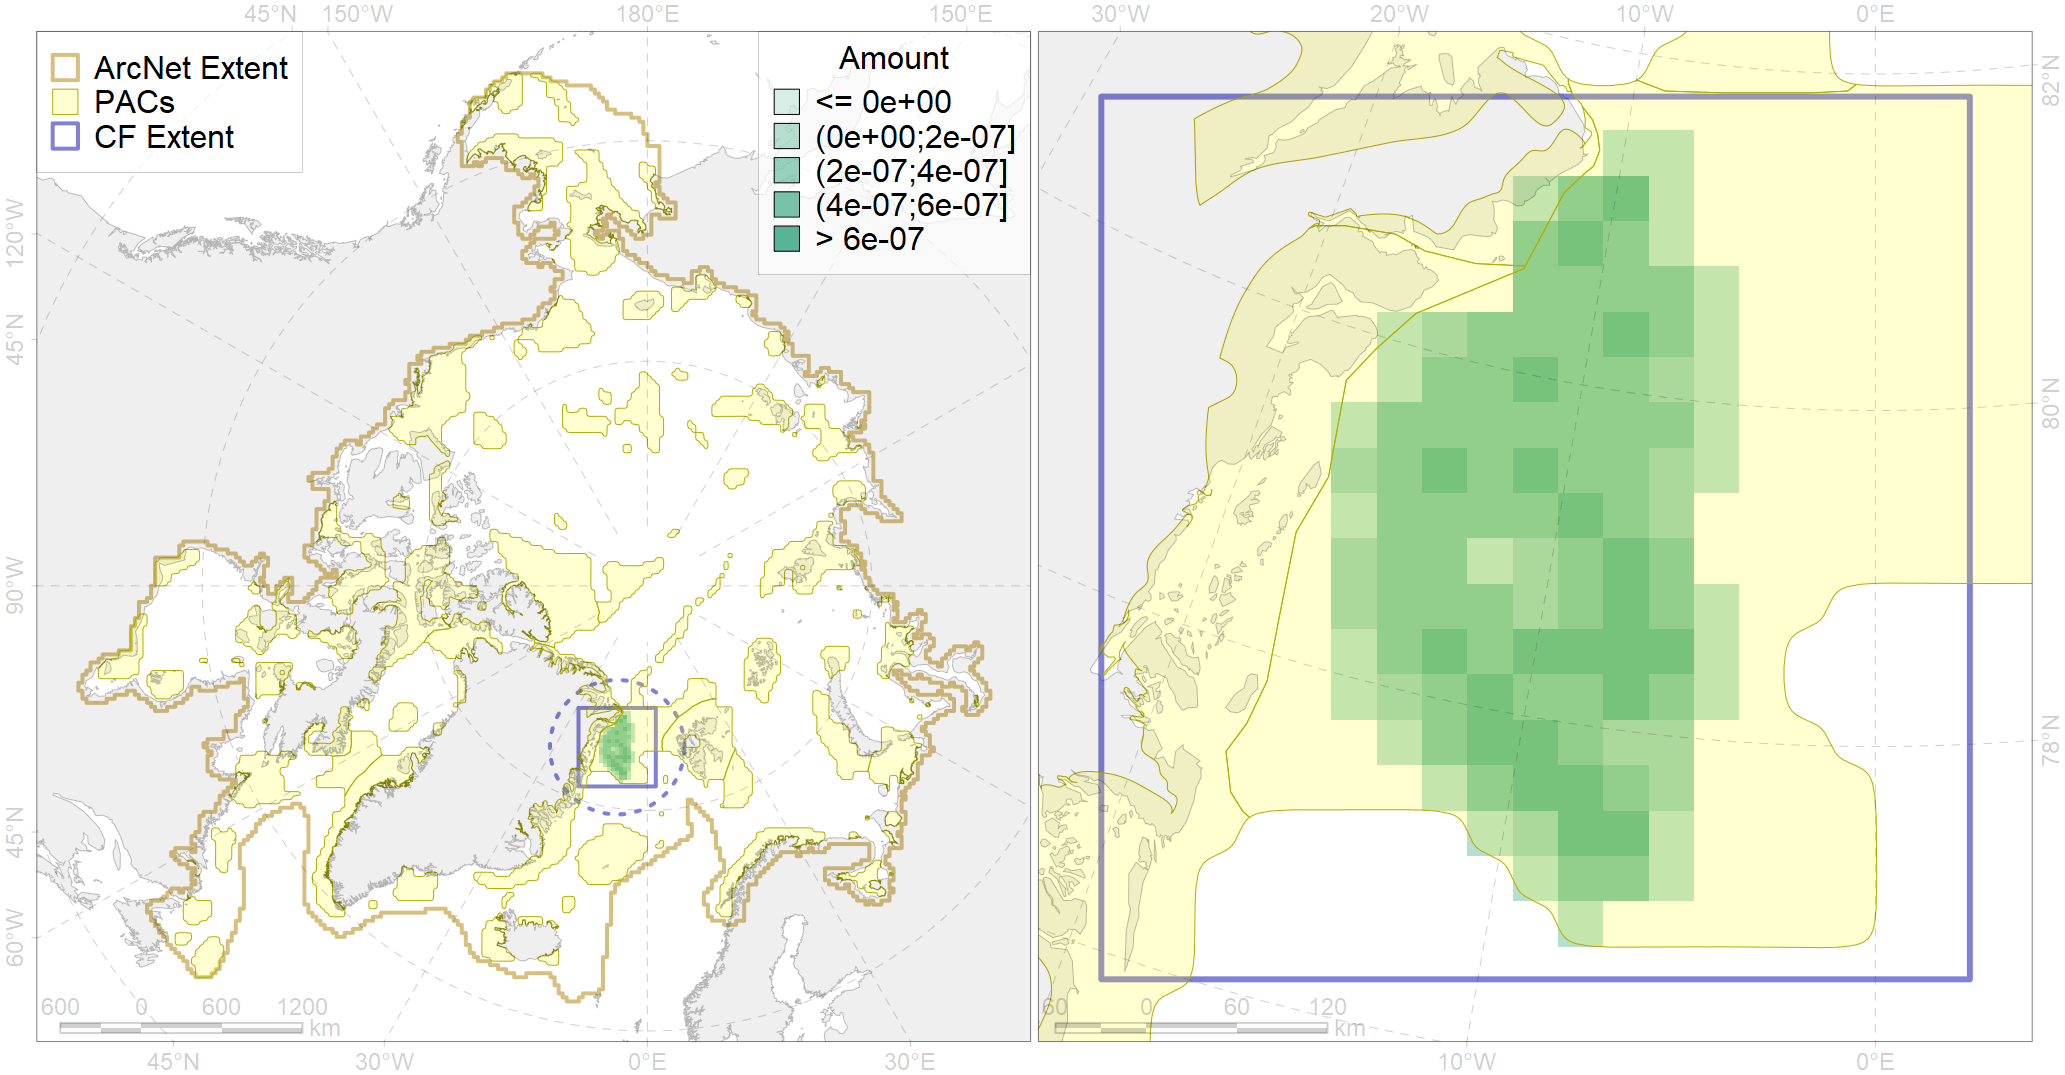 45°N 150°W 180°E 150°E 30°W 20°W 10°W 0°E
ArcNet Extent
PACs
CF Extent
Amount
<= 0e+00
(0e+00;2e-07]
(2e-07;4e-07]
(4e-07;6e-07]
> 6e-07
120°W
45°N
90°W
45°N
60°W
82°N
80°N
78°N
600 0 600 1200
km
60 0 60 120
km
45°N 30°W 0°E 30°E 10°W 0°E